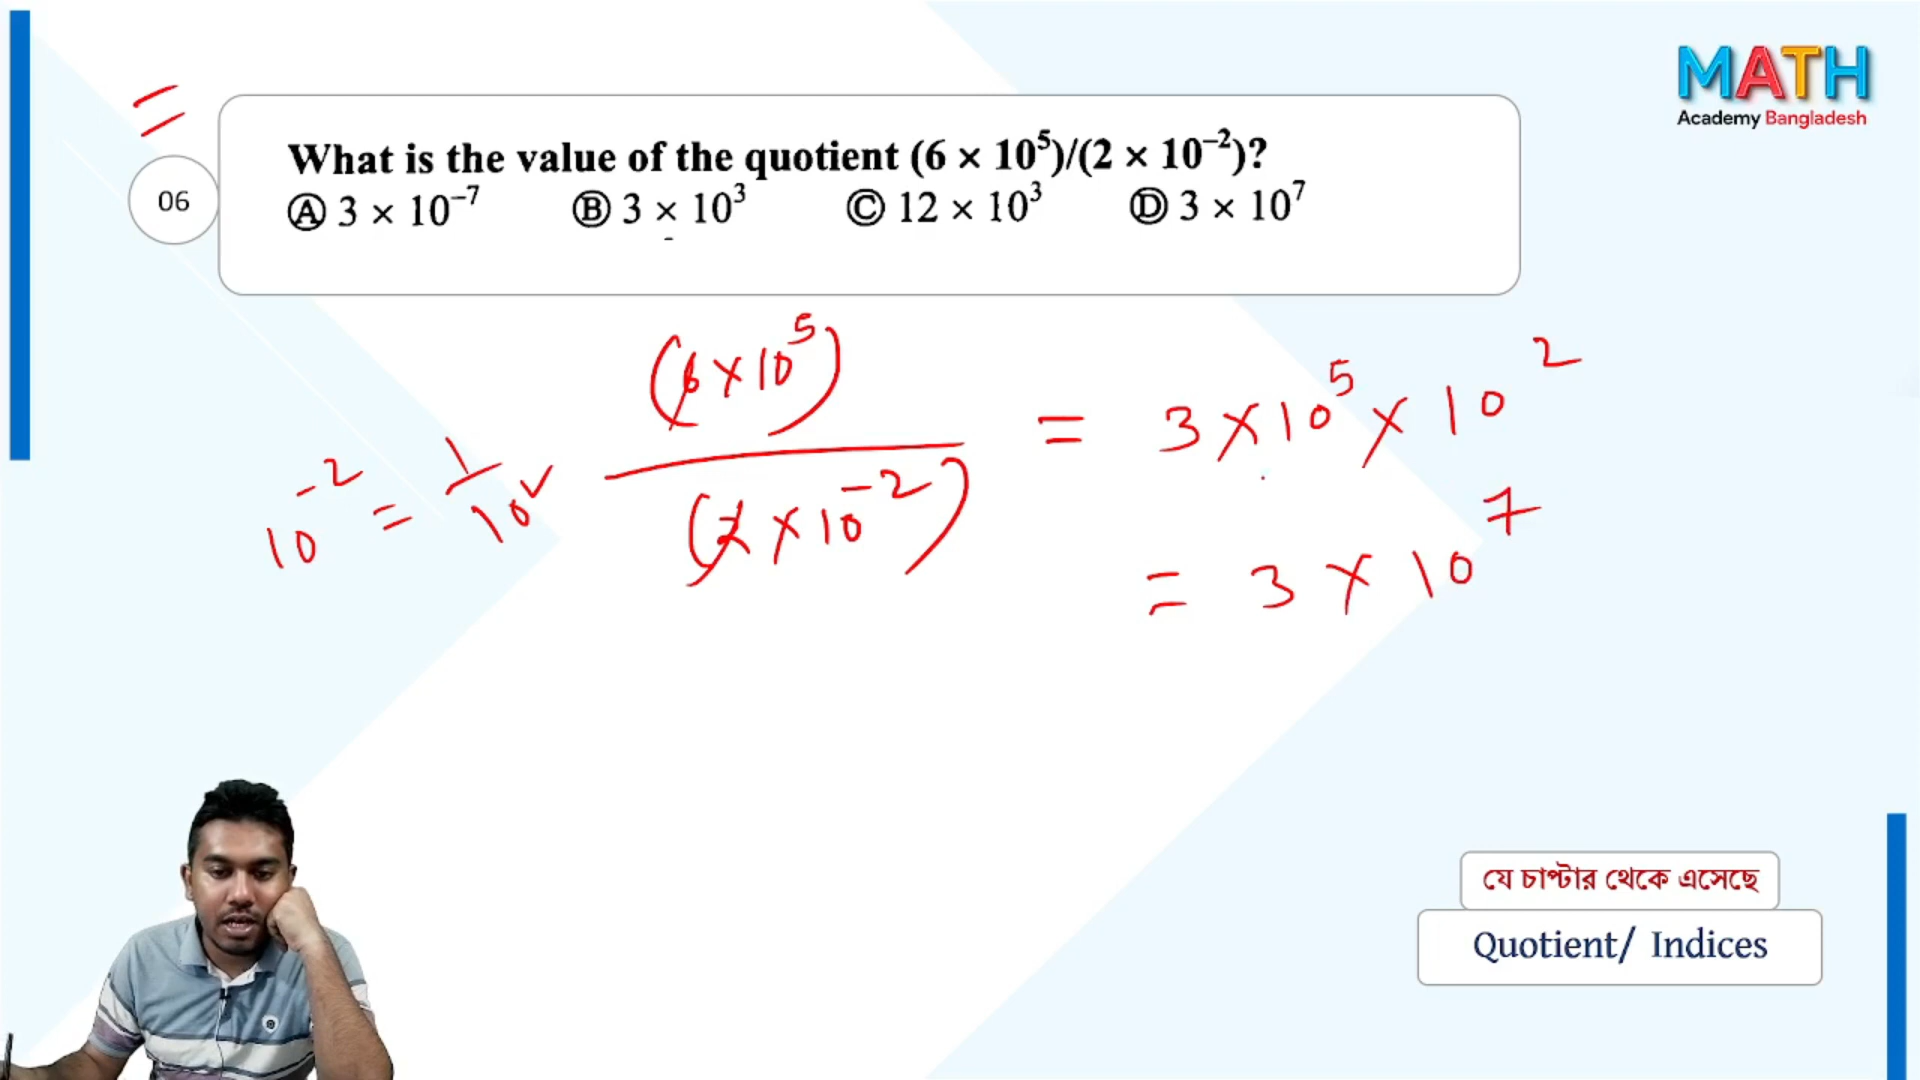 MATH
Academy Bangladesh
=
06
What is the value of the quotient (6 × 10⁵)/(2 × 10⁻²)?
Ⓐ 3 × 10⁻⁷ Ⓑ 3 × 10³ Ⓒ 12 × 10³ Ⓓ 3 × 10⁷
10⁻² = 1/10²
(6×10⁵)/(2×10⁻²) = 3×10⁵×10²
= 3×10⁷
যে চাপ্টার থেকে এসেছে
Quotient/ Indices